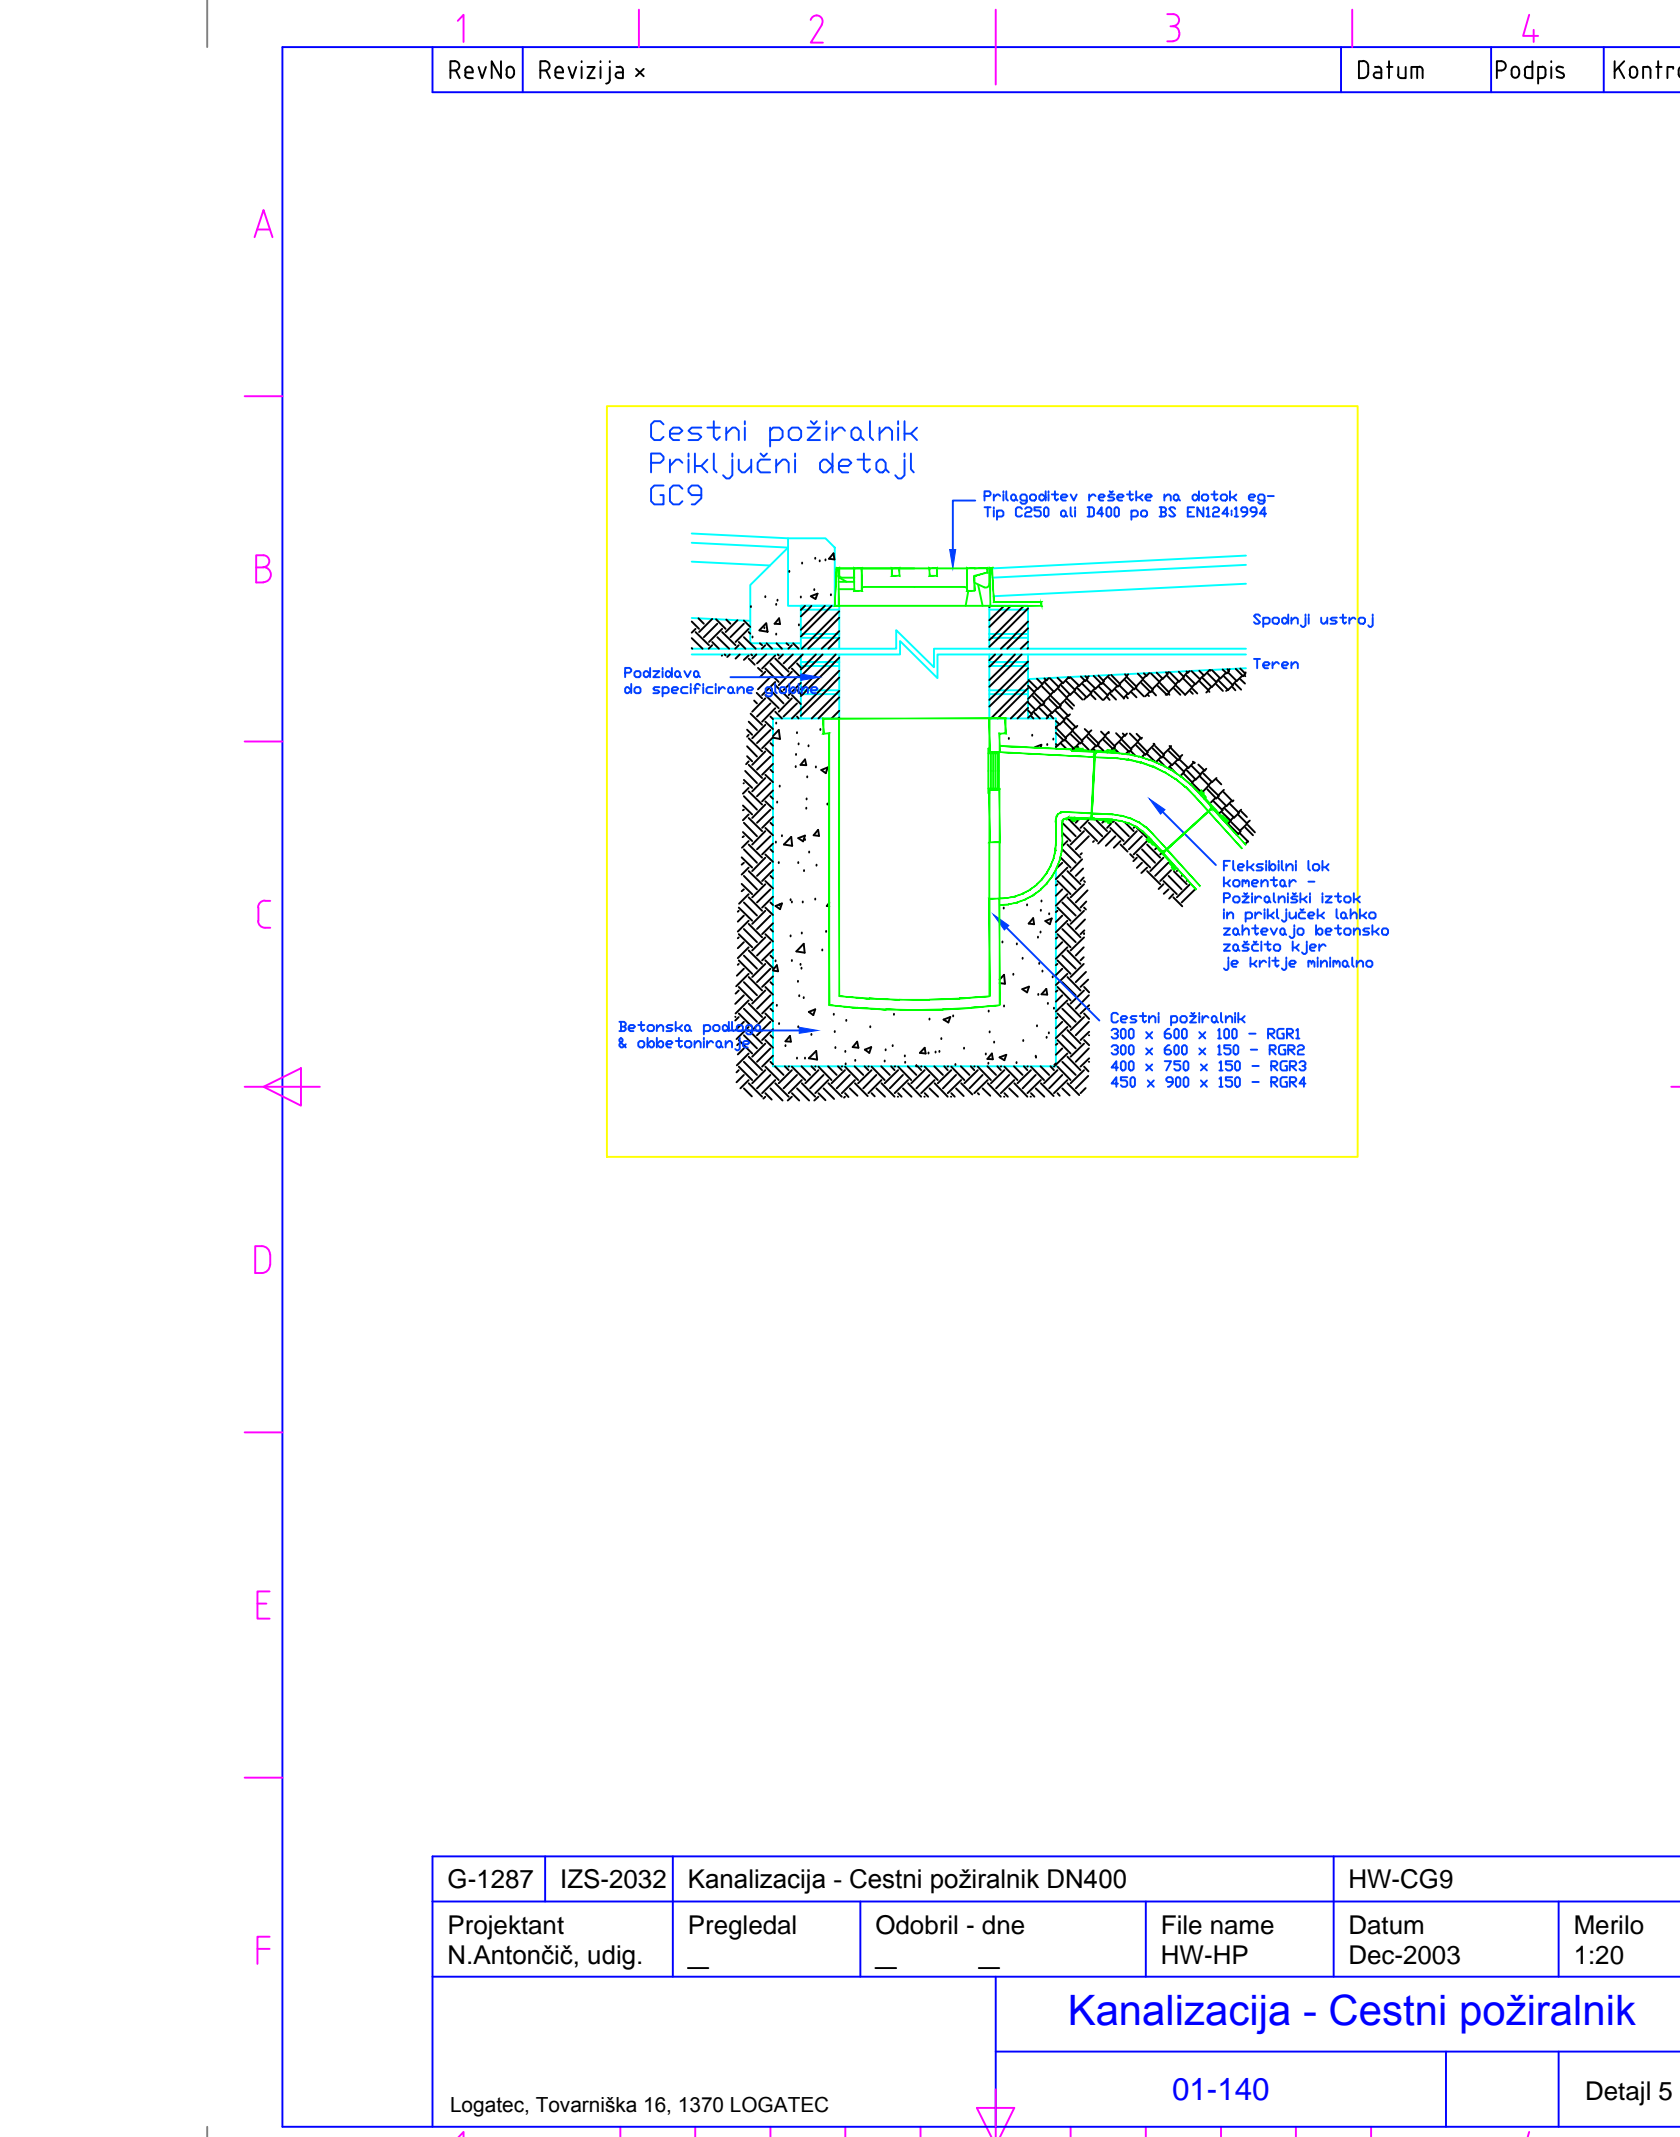 1 2 3 4
RevNo Revizija × Datum Podpis
A
B
C
D
E
F
Cestni požiralnik
Priključni detajl
GC9
Prilagoditev rešetke na dotok eg-
Tip C250 ali D400 po BS EN124:1994
Spodnji ustroj
Teren
Podzidava
do specificirane globine
Fleksibilni lok
komentar -
Požiralniški iztok
in priključek lahko
zahtevajo betonsko
zaščito kjer
je kritje minimalno
Betonska podlaga
& obbetoniranje
Cestni požiralnik
300 x 600 x 100 - RGR1
300 x 600 x 150 - RGR2
400 x 750 x 150 - RGR3
450 x 900 x 150 - RGR4
G-1287 IZS-2032 Kanalizacija - Cestni požiralnik DN400 HW-CG9
Projektant Pregledal Odobril - dne File name Datum Merilo
N.Antončič, udig. _ _ _ HW-HP Dec-2003 1:20
Kanalizacija - Cestni požiralnik
01-140 Detajl 5
Logatec, Tovarniška 16, 1370 LOGATEC